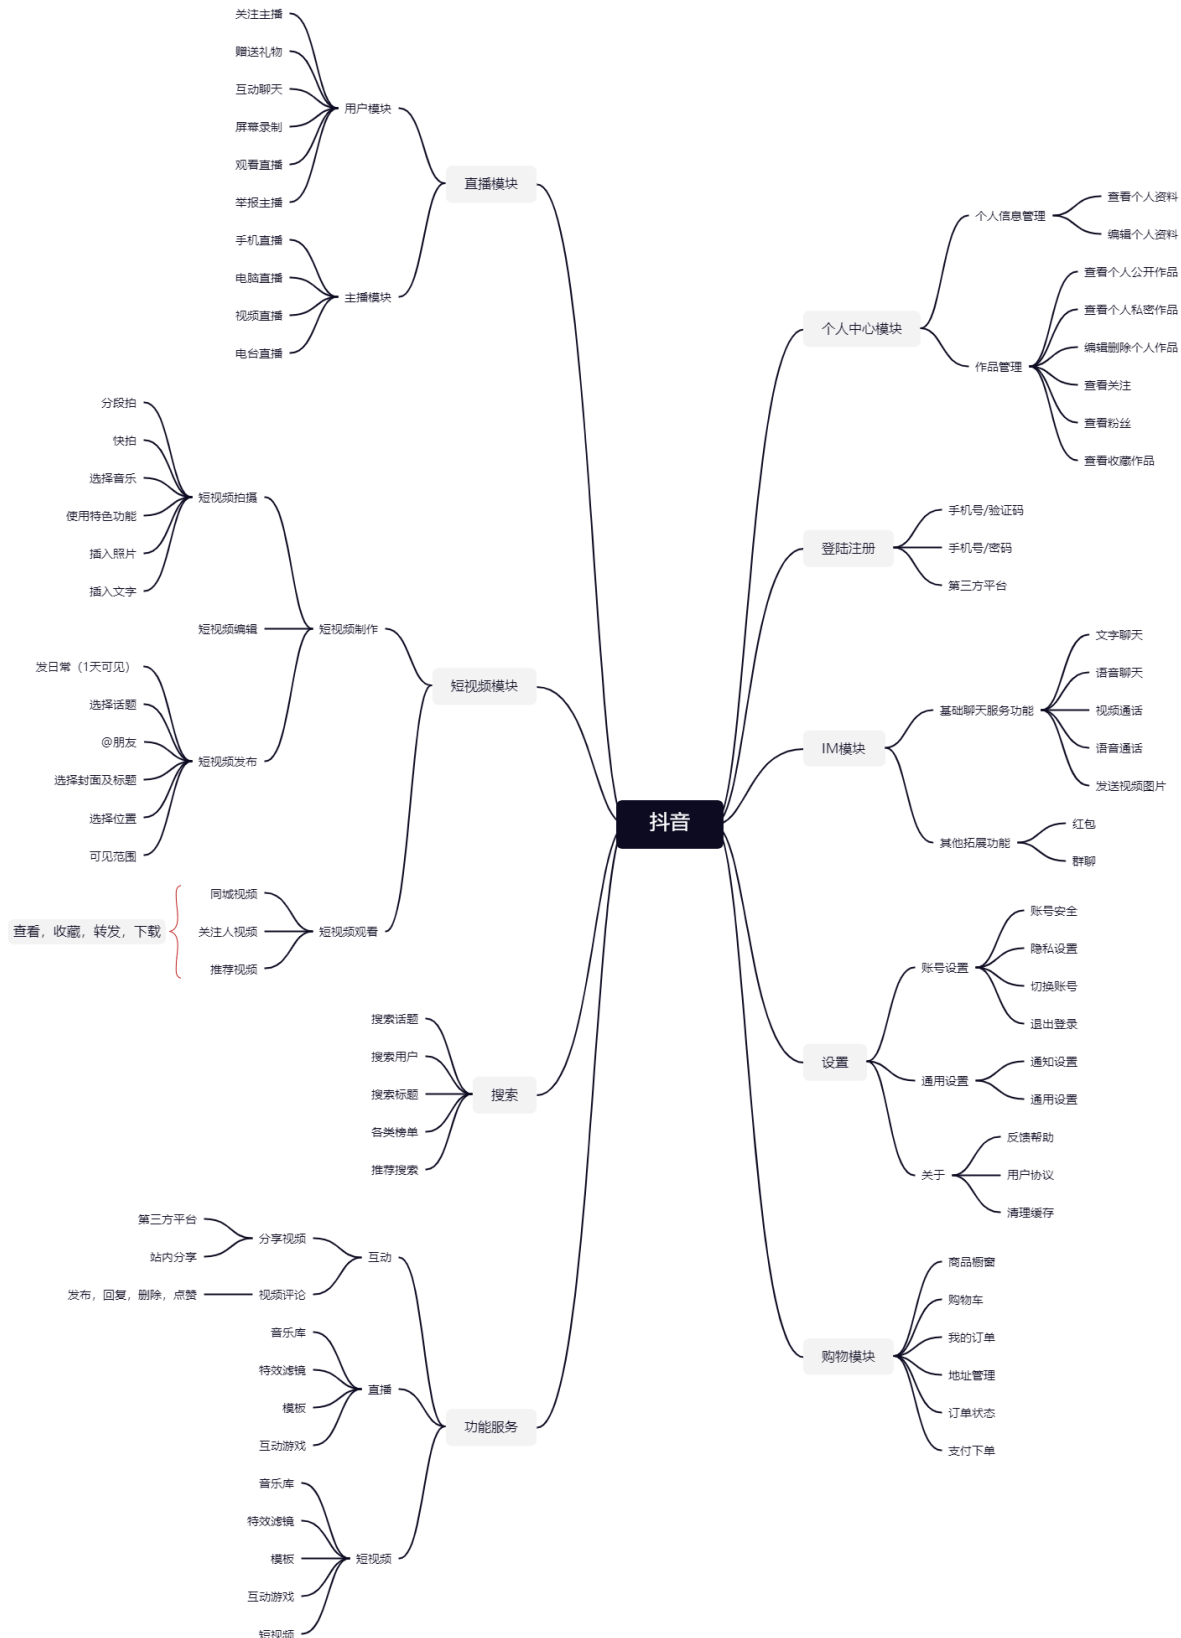 抖音
直播模块
用户模块
关注主播
赠送礼物
互动聊天
屏幕录制
观看直播
举报主播
主播模块
手机直播
电脑直播
视频直播
电台直播
短视频模块
短视频制作
短视频拍摄
分段拍
快拍
选择音乐
使用特色功能
插入照片
插入文字
短视频编辑
短视频发布
发日常（1天可见）
选择话题
@朋友
选择封面及标题
选择位置
可见范围
短视频观看
同城视频
关注人视频
推荐视频
查看，收藏，转发，下载
搜索
搜索话题
搜索用户
搜索标题
各类榜单
推荐搜索
功能服务
互动
分享视频
第三方平台
站内分享
视频评论
发布，回复，删除，点赞
直播
音乐库
特效滤镜
模板
互动游戏
短视频
音乐库
特效滤镜
模板
互动游戏
短视频
个人中心模块
个人信息管理
查看个人资料
编辑个人资料
作品管理
查看个人公开作品
查看个人私密作品
编辑删除个人作品
查看关注
查看粉丝
查看收藏作品
登陆注册
手机号/验证码
手机号/密码
第三方平台
IM模块
基础聊天服务功能
文字聊天
语音聊天
视频通话
语音通话
发送视频图片
其他拓展功能
红包
群聊
设置
账号设置
账号安全
隐私设置
切换账号
退出登录
通用设置
通知设置
通用设置
关于
反馈帮助
用户协议
清理缓存
购物模块
商品橱窗
购物车
我的订单
地址管理
订单状态
支付下单